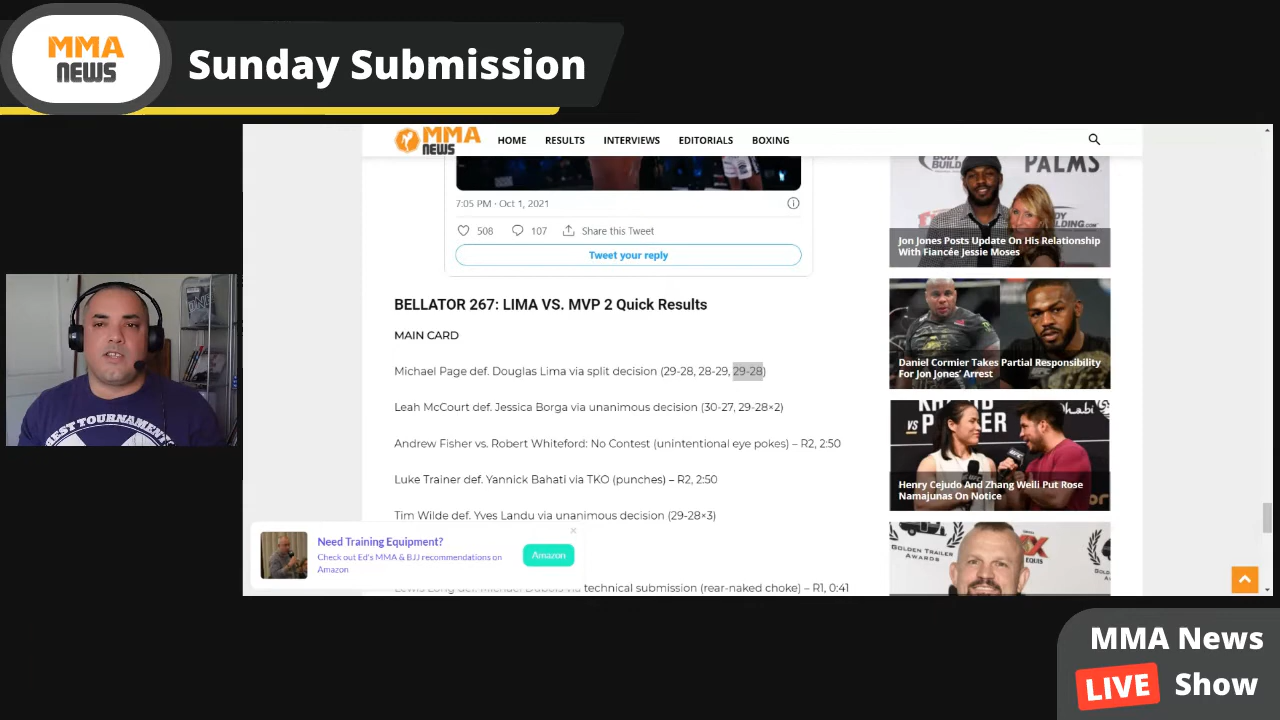 MMA
NEWS
Sunday Submission
MMA
NEWS
HOME
RESULTS
INTERVIEWS
EDITORIALS
BOXING
7:05 PM · Oct 1, 2021
508
107
Share this Tweet
Tweet your reply
BELLATOR 267: LIMA VS. MVP 2 Quick Results
MAIN CARD
Michael Page def. Douglas Lima via split decision (29-28, 28-29, 29-28)
Leah McCourt def. Jessica Borga via unanimous decision (30-27, 29-28×2)
Andrew Fisher vs. Robert Whiteford: No Contest (unintentional eye pokes) – R2, 2:50
Luke Trainer def. Yannick Bahati via TKO (punches) – R2, 2:50
Tim Wilde def. Yves Landu via unanimous decision (29-28×3)
technical submission (rear-naked choke) – R1, 0:41
Need Training Equipment?
Check out Ed's MMA & BJJ recommendations on
Amazon
Amazon
BODY
BUILD
PALMS
Jon Jones Posts Update On His Relationship
With Fiancée Jessie Moses
Daniel Cormier Takes Partial Responsibility
For Jon Jones' Arrest
VS
Henry Cejudo And Zhang Weili Put Rose
Namajunas On Notice
GOLDEN TRAILER
AWARDS
BEST TOURNAMENT
MMA News
LIVE Show